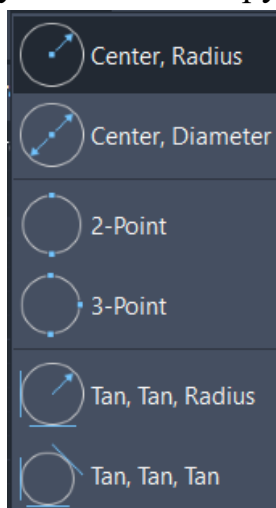 Center, Radius
Center, Diameter
2-Point
3-Point
Tan, Tan, Radius
Tan, Tan, Tan